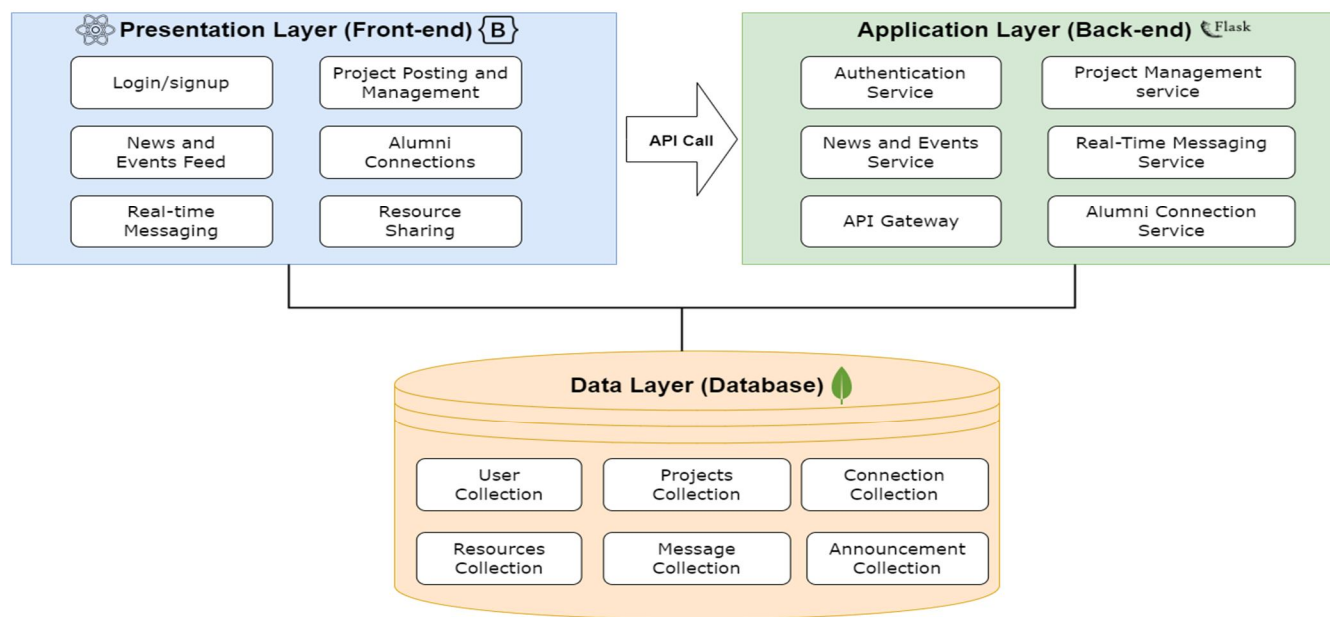 Presentation Layer (Front-end) {B}
Login/signup
Project Posting and
Management
News and
Events Feed
Alumni
Connections
Real-time
Messaging
Resource
Sharing
API Call
Application Layer (Back-end) Flask
Authentication
Service
Project Management
service
News and Events
Service
Real-Time Messaging
Service
API Gateway
Alumni Connection
Service
Data Layer (Database)
User
Collection
Projects
Collection
Connection
Collection
Resources
Collection
Message
Collection
Announcement
Collection